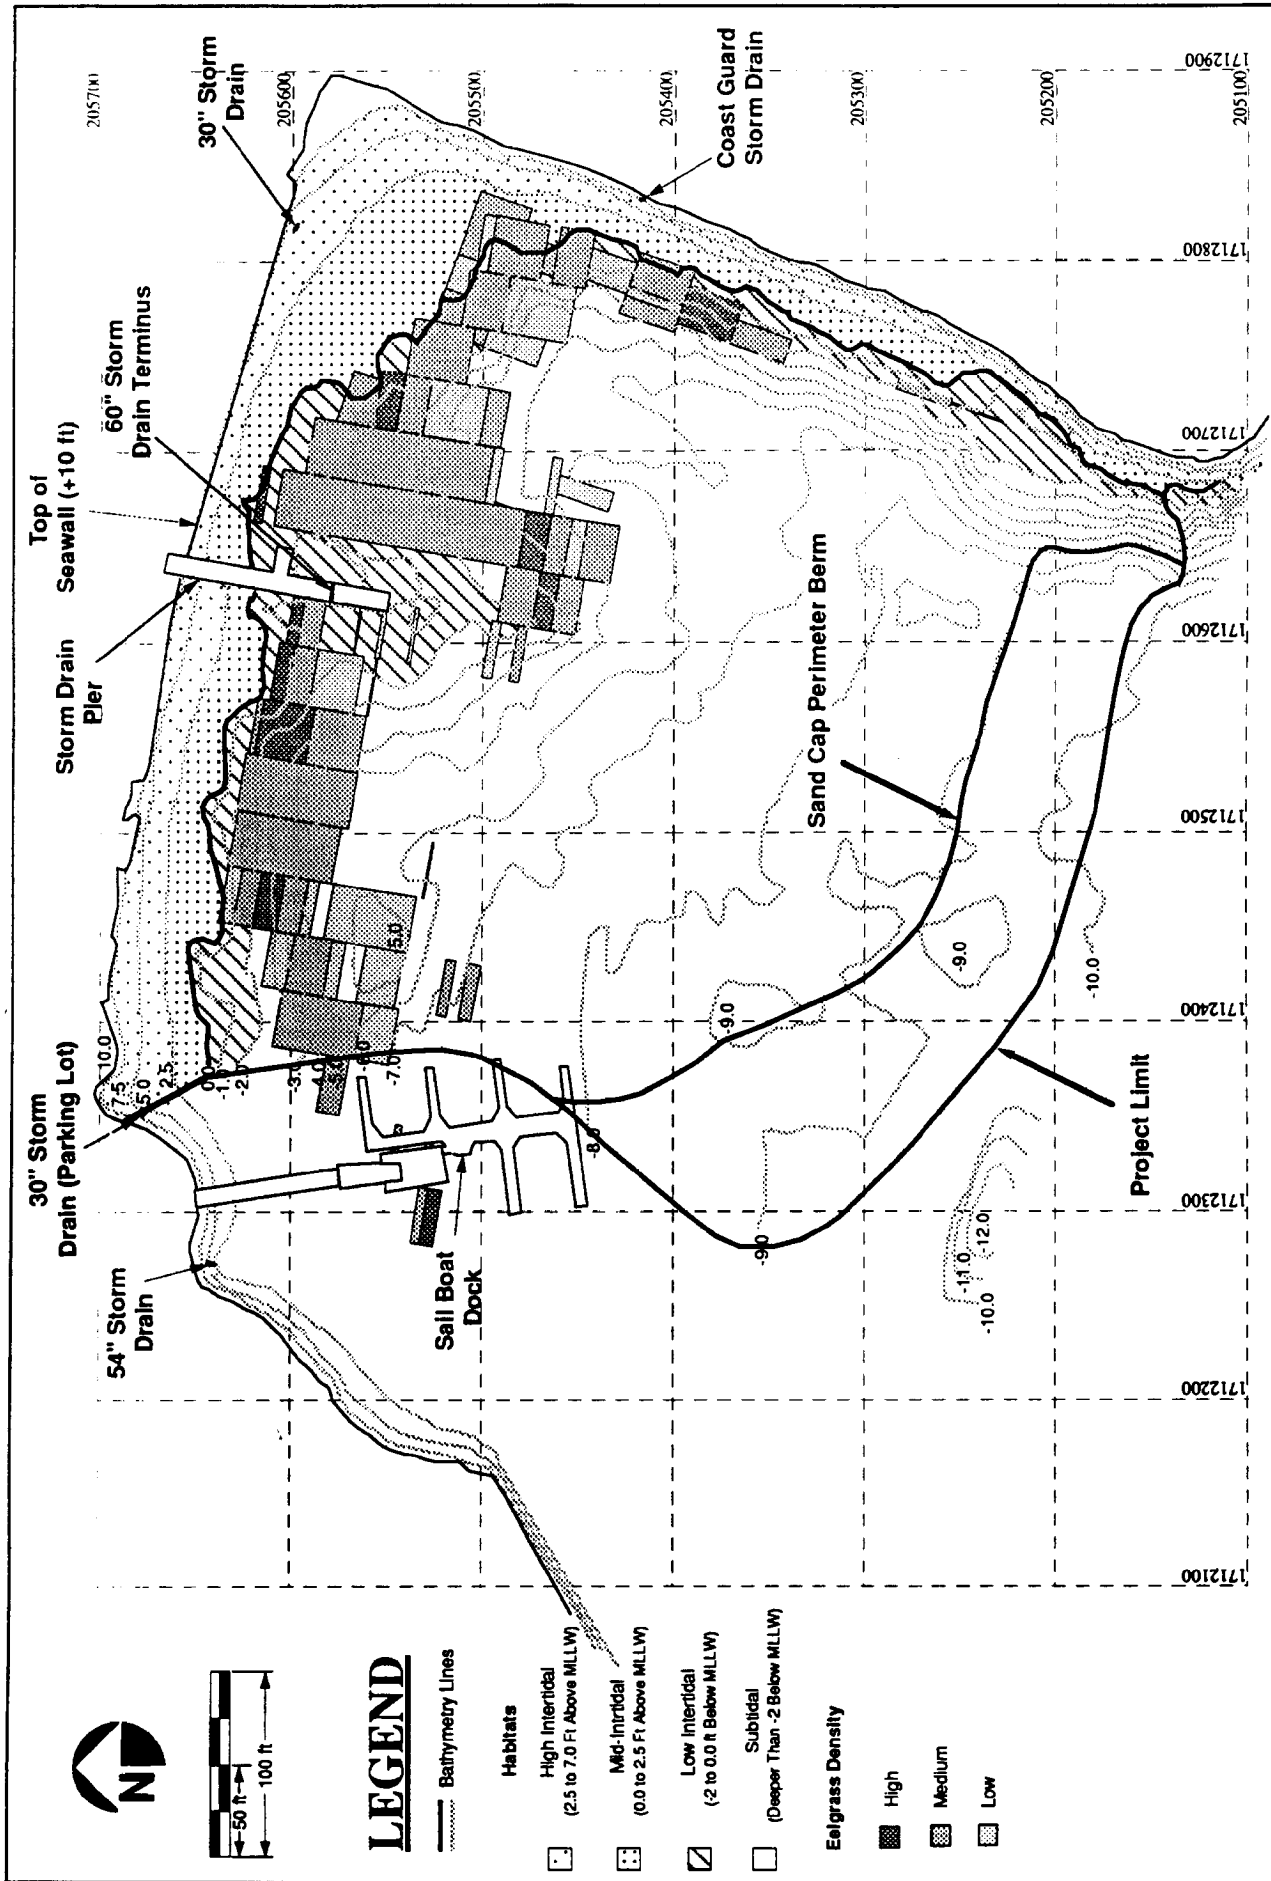 205700
205600
205500
205400
205300
205200
205100
1712900
1712800
1712700
1712600
1712500
1712400
1712300
1712200
1712100
30" Storm
Drain
Coast Guard
Storm Drain
60" Storm
Drain Terminus
Top of
Seawall (+10 ft)
Storm Drain
Pier
Sand Cap Perimeter Berm
Project Limit
30" Storm
Drain (Parking Lot)
54" Storm
Drain
Sail Boat
Dock
10.0
7.5
5.0
2.5
0.0
-1.0
-2.0
-3.0
-4.0
-5.0
-6.0
-7.0
-8.0
5.0
-9.0
-9.0
-9.0
-10.0
-10.0
-11.0
-12.0
N
50 ft
100 ft
LEGEND
Bathymetry Lines
Habitats
High Intertidal
(2.5 to 7.0 Ft Above MLLW)
Mid-Intrtidal
(0.0 to 2.5 Ft Above MLLW)
Low Intertidal
(-2 to 0.0 ft Below MLLW)
Subtidal
(Deeper Than -2 Below MLLW)
Eelgrass Density
High
Medium
Low